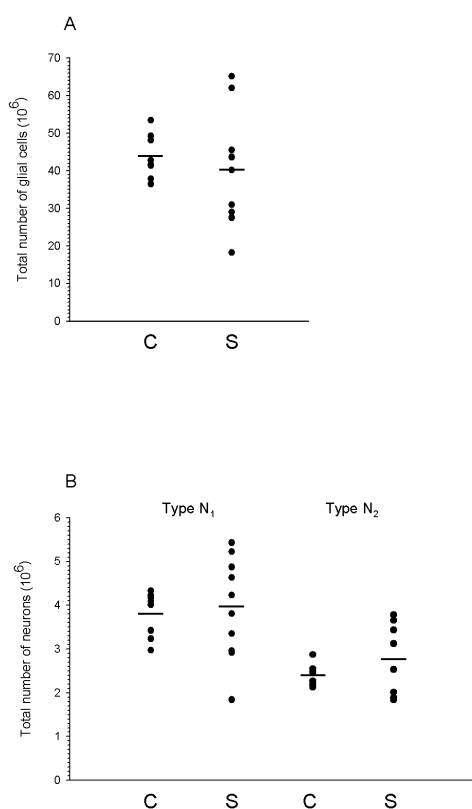 A
Total number of glial cells (10⁶)
70
60
50
40
30
20
10
0
C S
B
Type N₁ Type N₂
Total number of neurons (10⁶)
6
5
4
3
2
1
0
C S C S